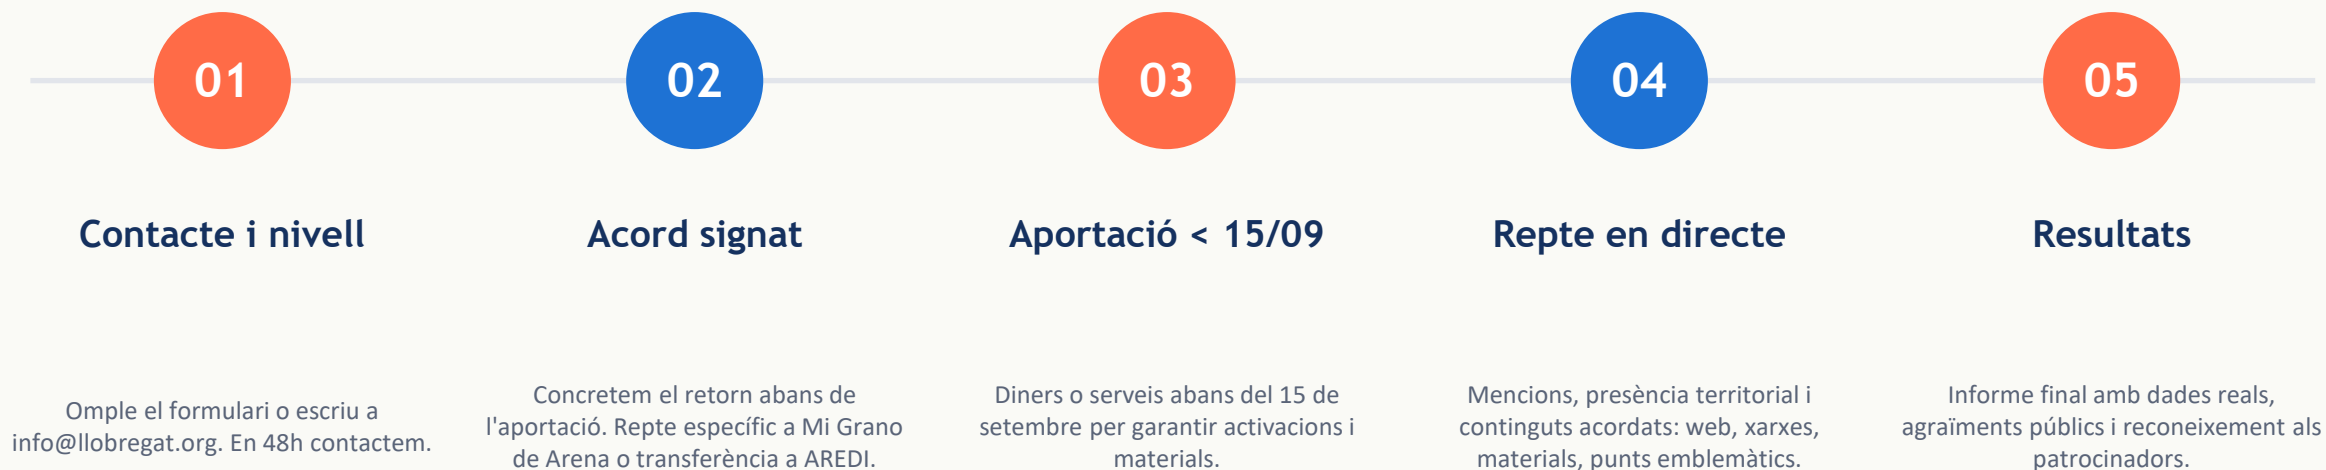 01
Contacte i nivell
Omple el formulari o escriu a
info@llobregat.org. En 48h contactem.
02
Acord signat
Concretem el retorn abans de
l'aportació. Repte específic a Mi Grano
de Arena o transferència a AREDI.
03
Aportació < 15/09
Diners o serveis abans del 15 de
setembre per garantir activacions i
materials.
04
Repte en directe
Mencions, presència territorial i
continguts acordats: web, xarxes,
materials, punts emblemàtics.
05
Resultats
Informe final amb dades reals,
agraïments públics i reconeixement als
patrocinadors.